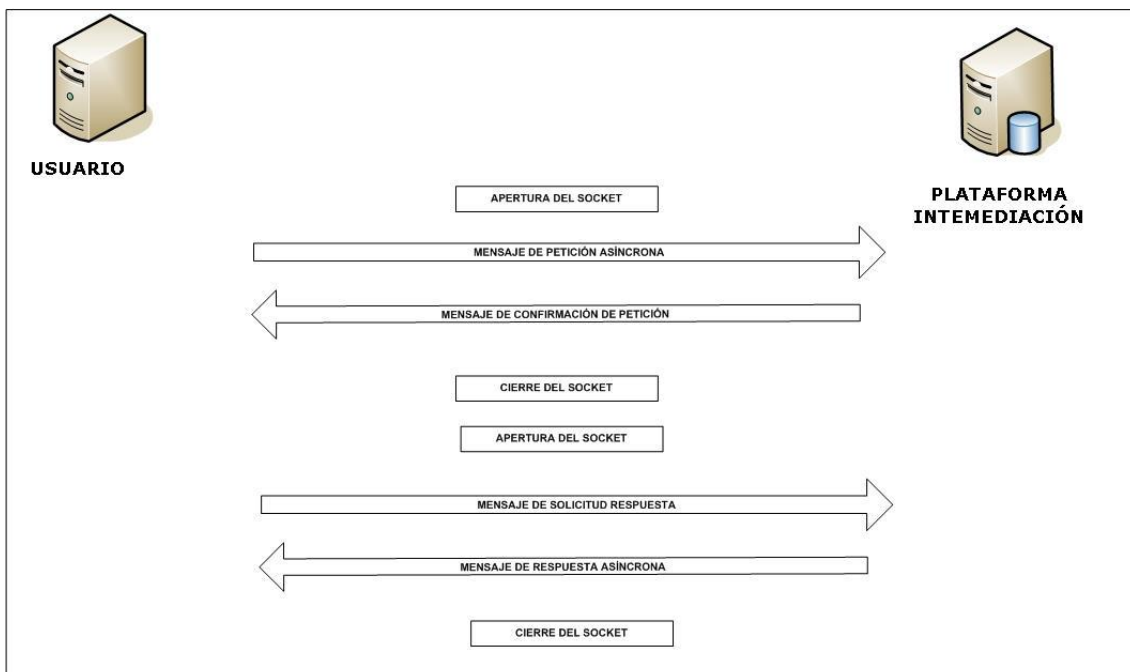 USUARIO
PLATAFORMA
INTEMEDIACIÓN
APERTURA DEL SOCKET
MENSAJE DE PETICIÓN ASÍNCRONA
MENSAJE DE CONFIRMACIÓN DE PETICIÓN
CIERRE DEL SOCKET
APERTURA DEL SOCKET
MENSAJE DE SOLICITUD RESPUESTA
MENSAJE DE RESPUESTA ASÍNCRONA
CIERRE DEL SOCKET